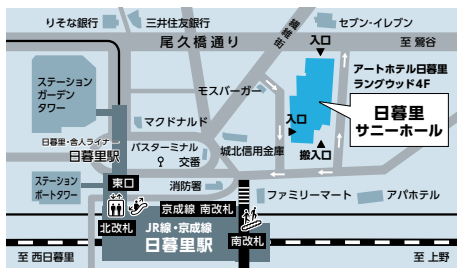 りそな銀行
三井住友銀行
繊維街
セブン-イレブン
尾久橋通り
入口
至 鶯谷
ステーション
ガーデン
タワー
モスバーガー
アートホテル日暮里
ラングウッド4F
日暮里
サニーホール
マクドナルド
入口
日暮里・舎人ライナー
日暮里駅
バスターミナル
交番
城北信用金庫
搬入口
ステーション
ポートタワー
東口
消防署
ファミリーマート
アパホテル
京成線 南改札
北改札
JR線・京成線
日暮里駅
南改札
至 西日暮里
至 上野